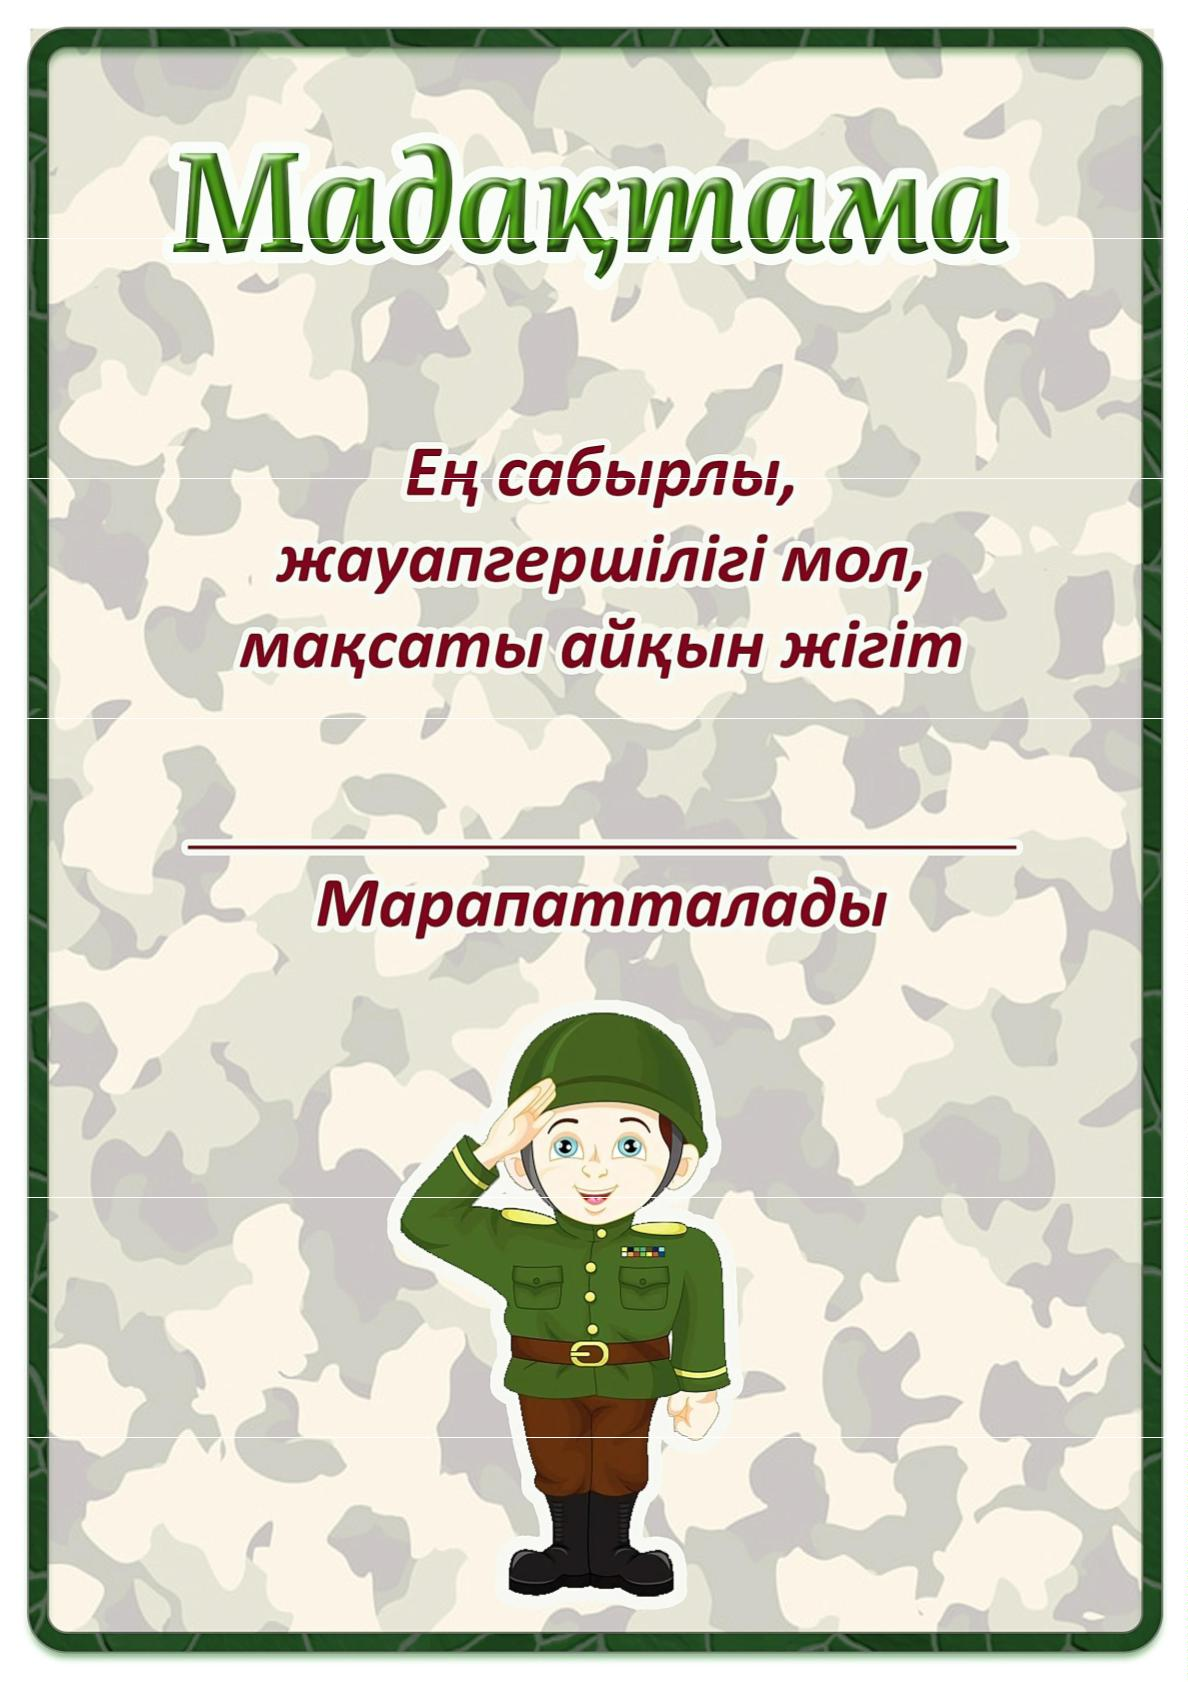 Мадақтама
Ең сабырлы,
жауапгершілігі мол,
мақсаты айқын жігіт
Марапатталады